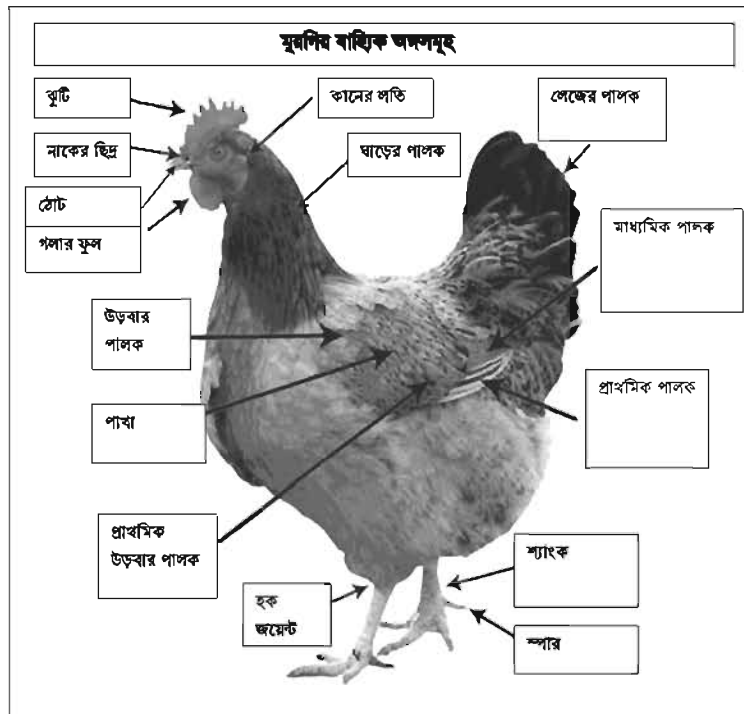 মুরগির বাহ্যিক অঙ্গসমূহ
ঝুটি
কানের লতি
লেজের পালক
নাকের ছিদ্র
ঘাড়ের পালক
ঠোট
গলার ফুল
মাধ্যমিক পালক
উড়বার
পালক
প্রাথমিক পালক
পাখা
প্রাথমিক
উড়বার পালক
শ্যাংক
হক
জয়েন্ট
স্পার